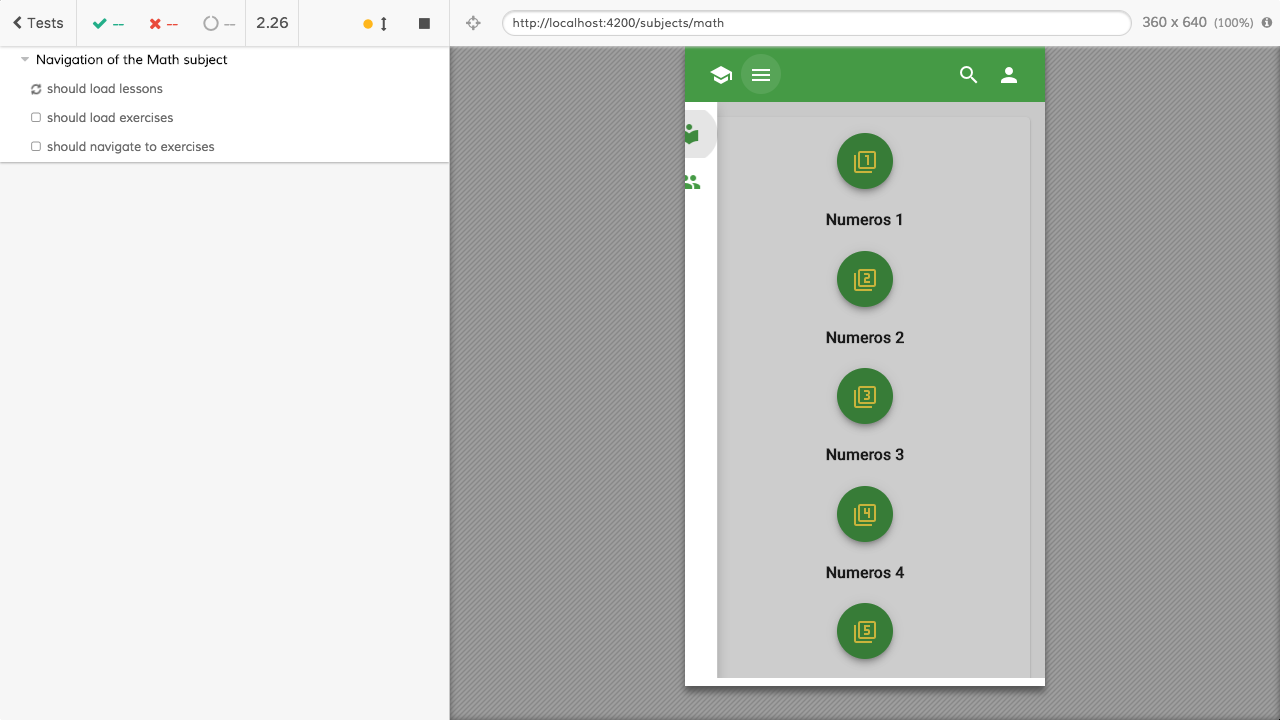 Tests
--
--
--
2.26
http://localhost:4200/subjects/math
360 x 640 (100%)
Navigation of the Math subject
should load lessons
should load exercises
should navigate to exercises
1
Numeros 1
2
Numeros 2
3
Numeros 3
4
Numeros 4
5